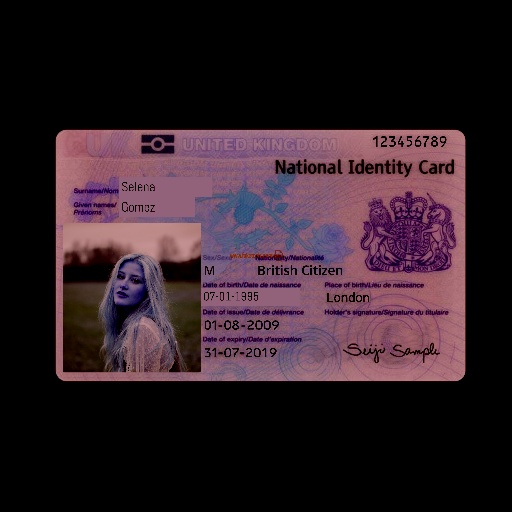 UNITED KINGDOM
123456789
National Identity Card
Surname/Nom
Selena
Given names/
Prénoms
Gomez
Sex/Sexe
Nationality/Nationalité
M
British Citizen
Date of birth/Date de naissance
Place of birth/Lieu de naissance
07-01-1995
London
Date of issue/Date de délivrance
Holder's signature/Signature du titulaire
01-08-2009
Date of expiry/Date d'expiration
31-07-2019
Seiji Sample